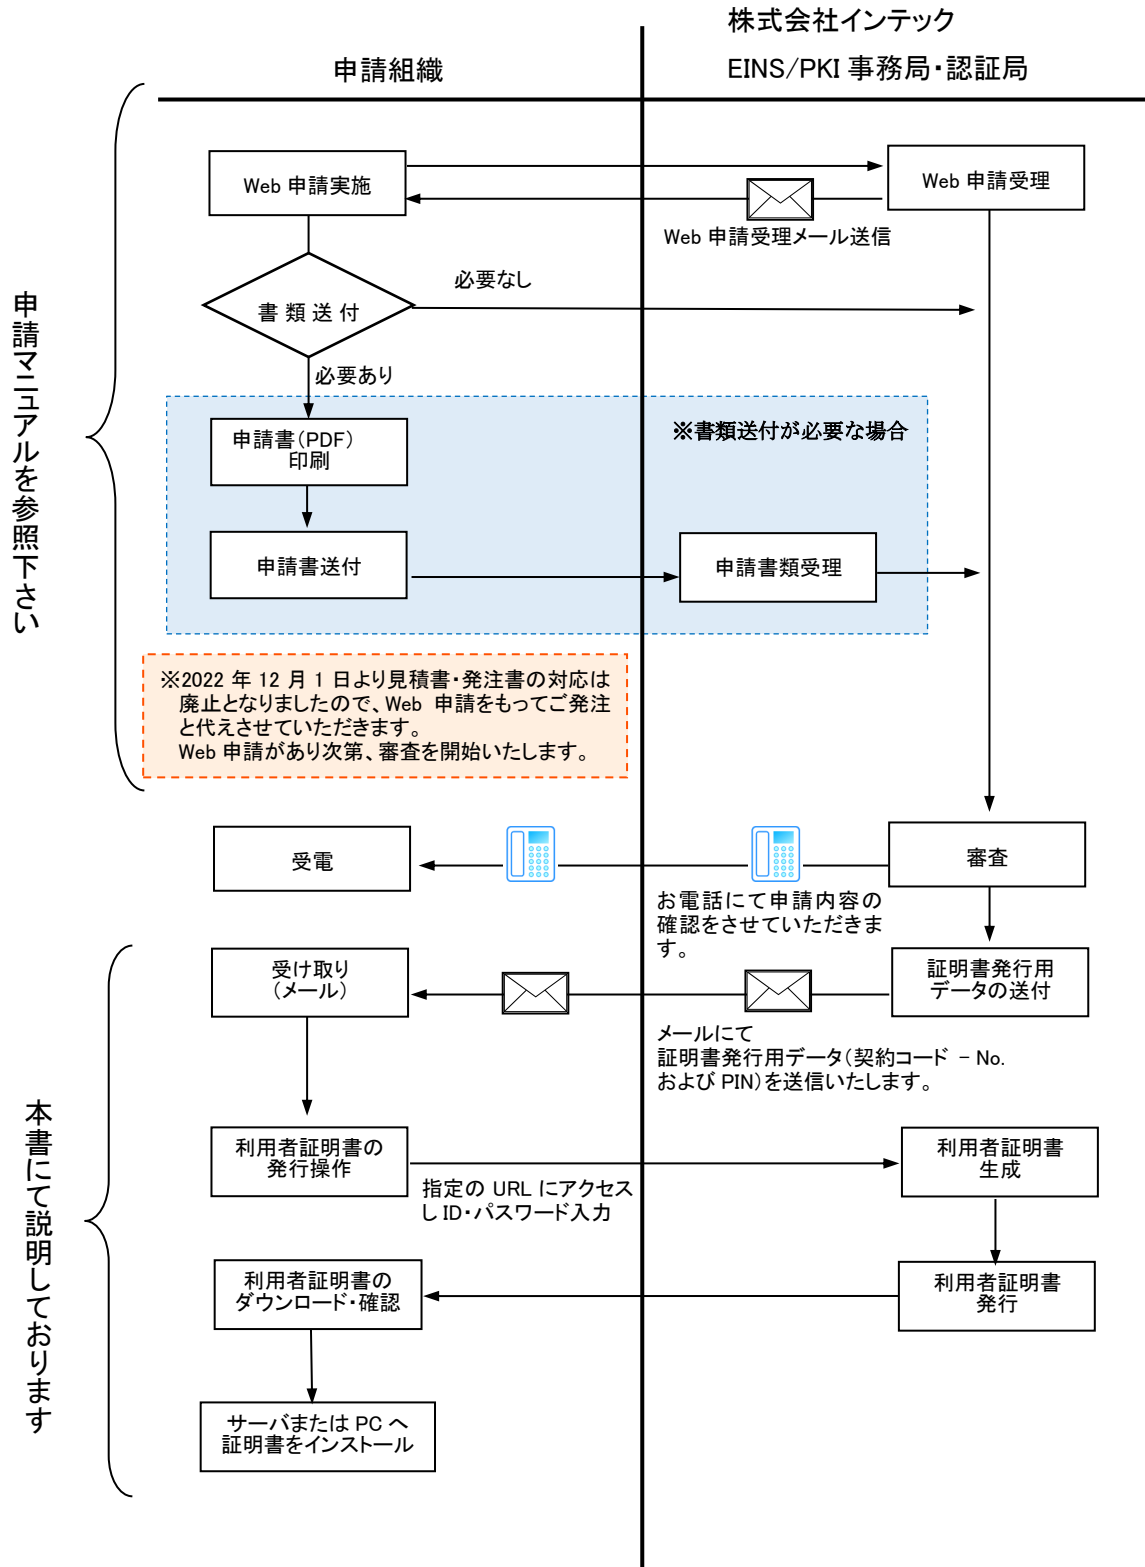 株式会社インテック
申請組織
EINS/PKI 事務局・認証局
Web 申請実施
Web 申請受理
Web 申請受理メール送信
必要なし
書 類 送 付
必要あり
申請マニュアルを参照下さい
※書類送付が必要な場合
申請書（PDF）
印刷
申請書送付
申請書類受理
※2022 年 12 月 1 日より見積書・発注書の対応は
廃止となりましたので、Web 申請をもってご発注
と代えさせていただきます。
Web 申請があり次第、審査を開始いたします。
受電
審査
お電話にて申請内容の
確認をさせていただきま
す。
受け取り
（メール）
証明書発行用
データの送付
メールにて
証明書発行用データ（契約コード － No.
および PIN）を送信いたします。
本書にて説明しております
利用者証明書の
発行操作
利用者証明書
生成
指定の URL にアクセス
し ID・パスワード入力
利用者証明書の
ダウンロード・確認
利用者証明書
発行
サーバまたは PC へ
証明書をインストール